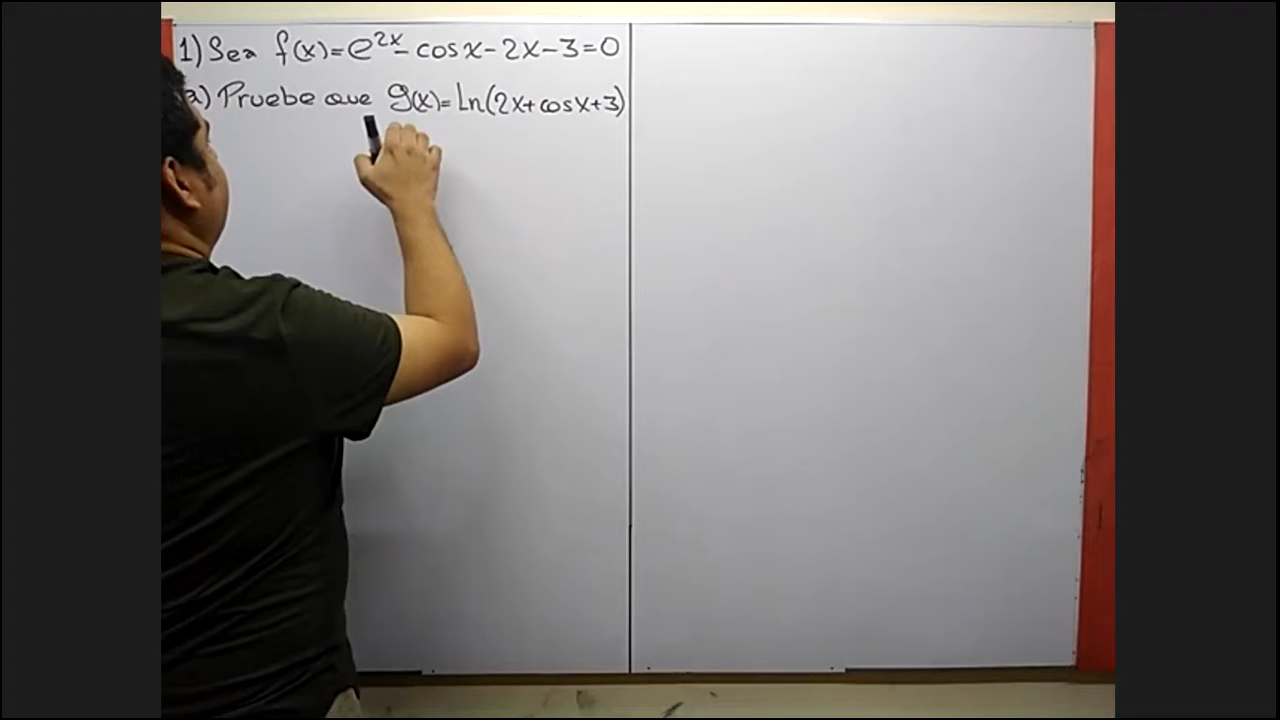 1) Sea f(x)=e^2x - cosx - 2x - 3 = 0
a) Pruebe que g(x)= Ln(2x+cosx+3)